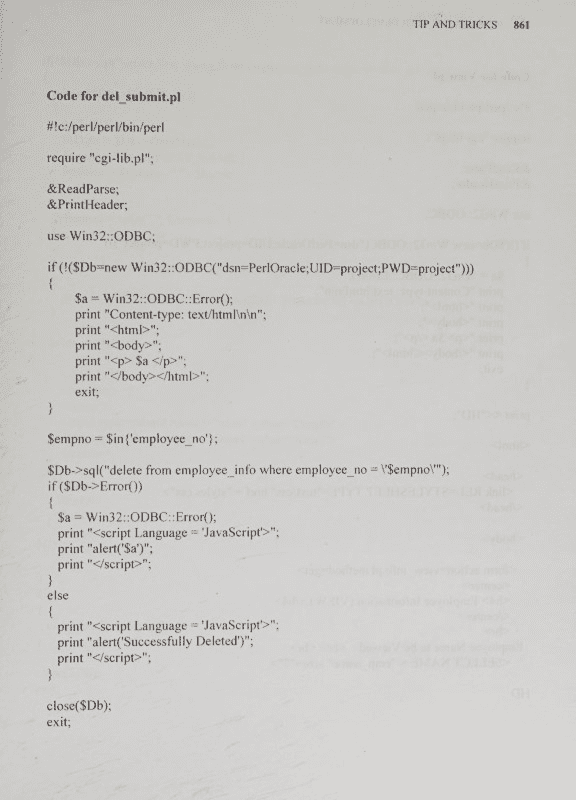 TIP AND TRICKS 861
Code for del_submit.pl
#!c:/perl/perl/bin/perl
require "cgi-lib.pl";
&ReadParse;
&PrintHeader;
use Win32::ODBC;
if (!($Db=new Win32::ODBC("dsn=PerlOracle;UID=project;PWD=project")))
{
$a = Win32::ODBC::Error();
print "Content-type: text/html\n\n";
print "<html>";
print "<body>";
print "<p> $a </p>";
print "</body></html>";
exit;
}
$empno = $in{'employee_no'};
$Db->sql("delete from employee_info where employee_no = \'$empno\'");
if ($Db->Error())
{
$a = Win32::ODBC::Error();
print "<script Language = 'JavaScript'>";
print "alert('$a')";
print "</script>";
}
else
{
print "<script Language = 'JavaScript'>";
print "alert('Successfully Deleted')";
print "</script>";
}
close($Db);
exit;